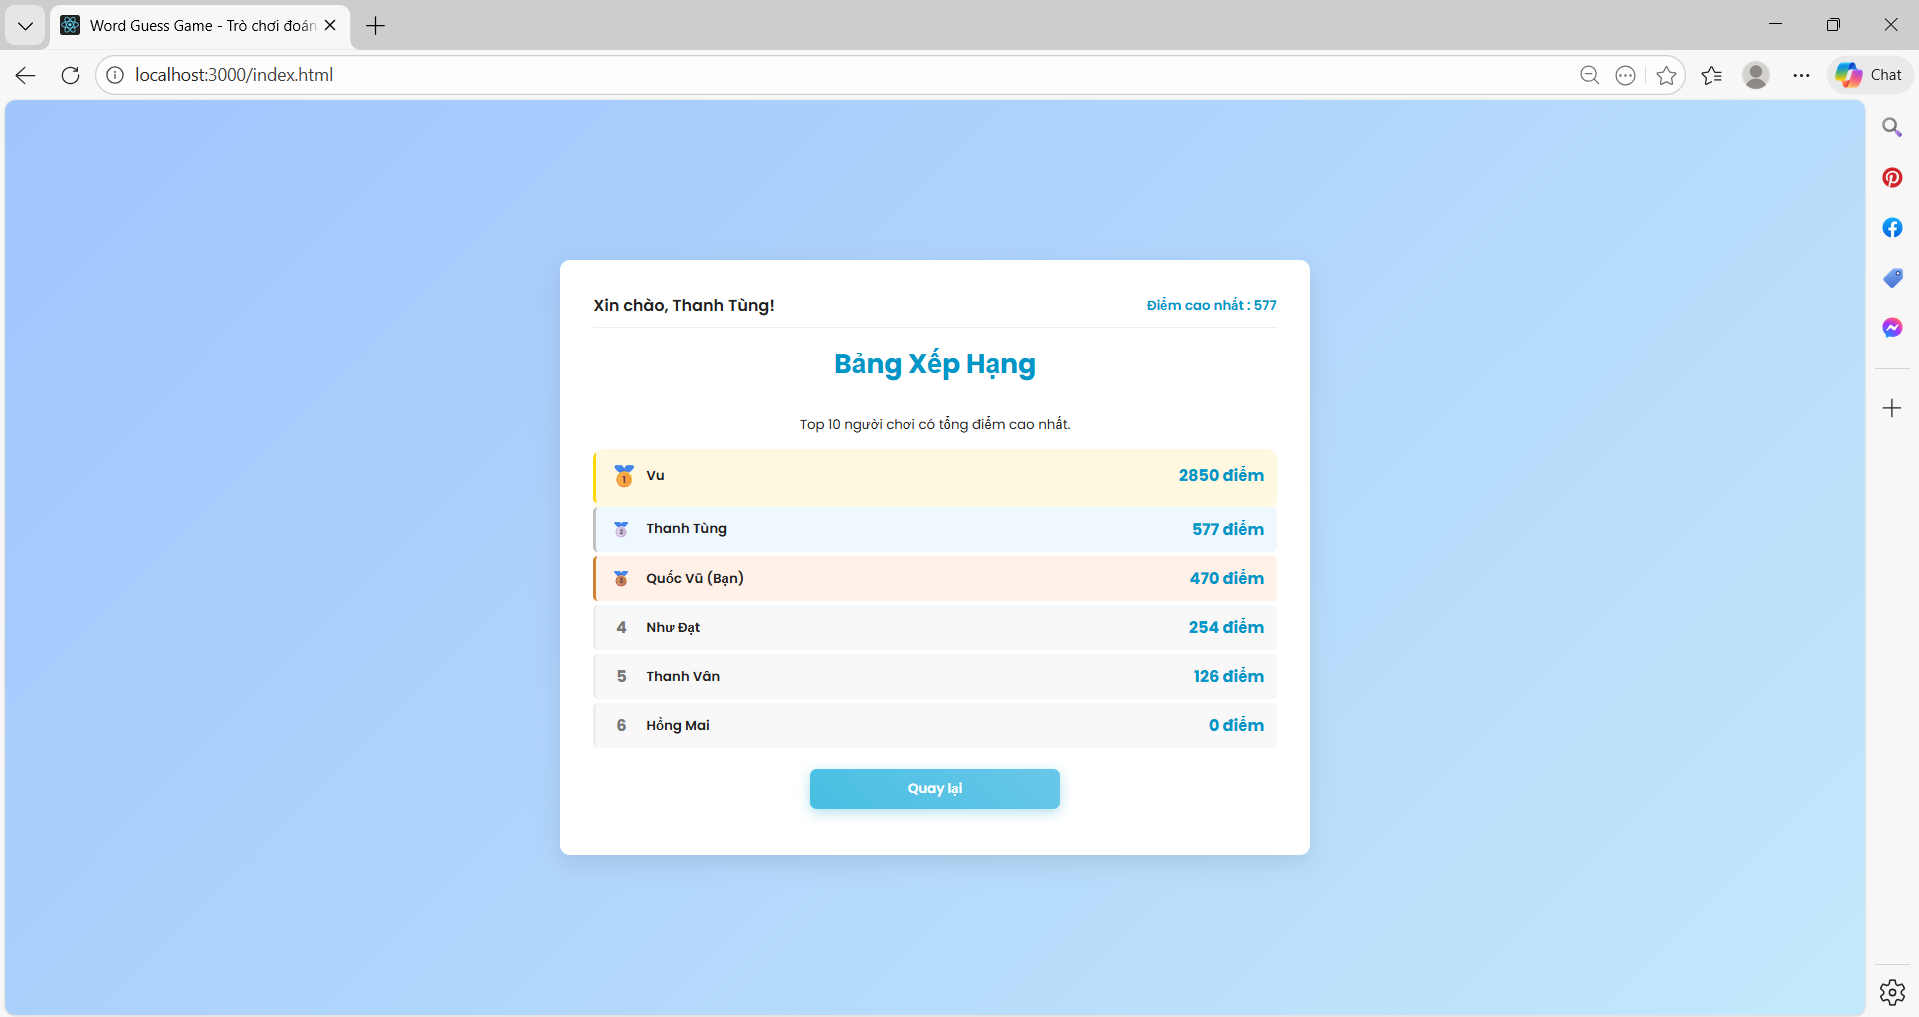 Word Guess Game - Trò chơi đoán
localhost:3000/index.html
Chat
Xin chào, Thanh Tùng!
Điểm cao nhất : 577
Bảng Xếp Hạng
Top 10 người chơi có tổng điểm cao nhất.
1 Vu 2850 điểm
2 Thanh Tùng 577 điểm
3 Quốc Vũ (Bạn) 470 điểm
4 Như Đạt 254 điểm
5 Thanh Vân 126 điểm
6 Hồng Mai 0 điểm
Quay lại